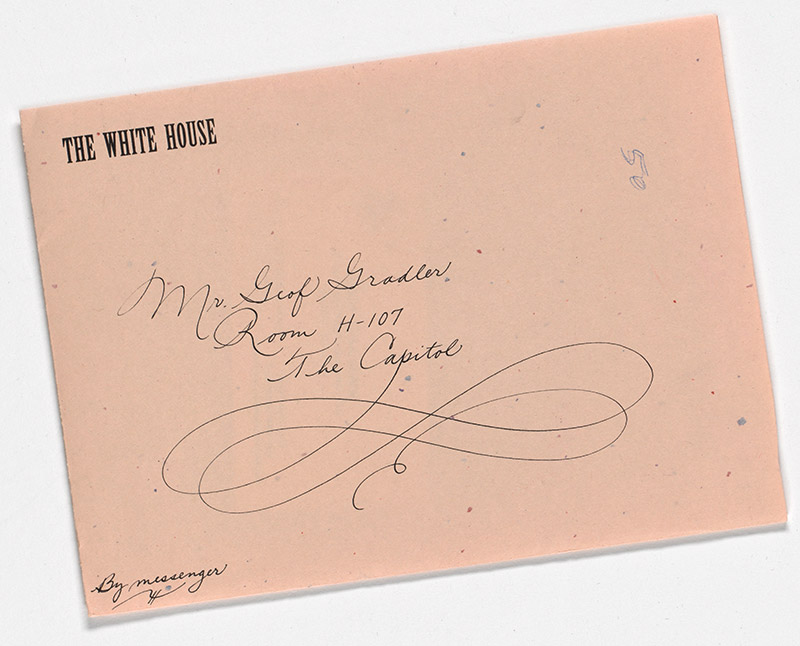 THE WHITE HOUSE
Mr. Geof Gradler
Room H-107
The Capitol
By messenger